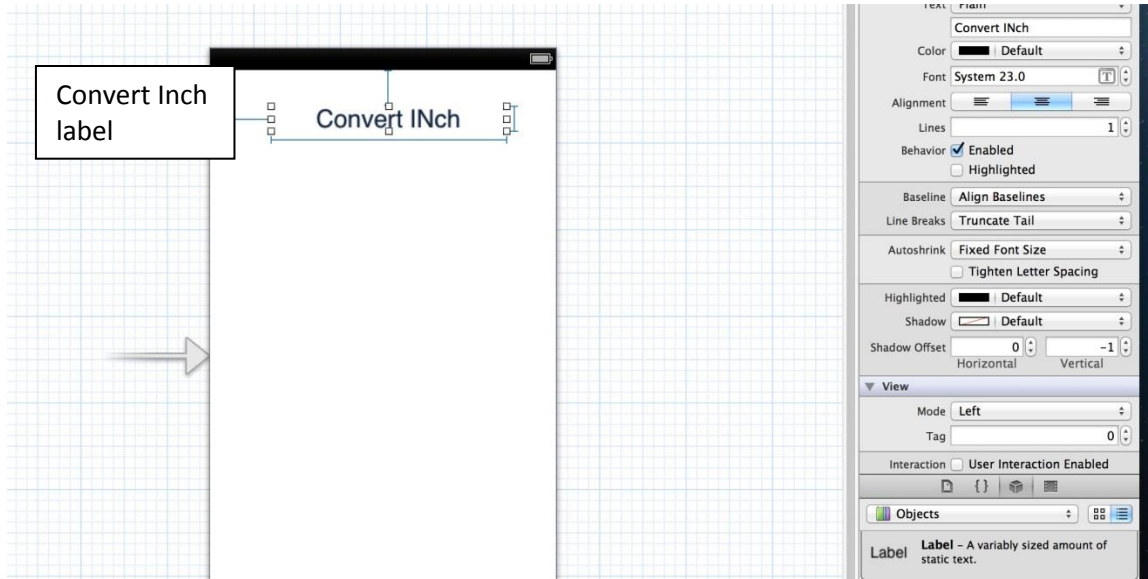 Convert Inch
label
Convert INch
Text Plain
Convert INch
Color Default
Font System 23.0 T
Alignment
Lines 1
Behavior Enabled
Highlighted
Baseline Align Baselines
Line Breaks Truncate Tail
Autoshrink Fixed Font Size
Tighten Letter Spacing
Highlighted Default
Shadow Default
Shadow Offset 0 -1
Horizontal Vertical
View
Mode Left
Tag 0
Interaction User Interaction Enabled
{}
Objects
Label Label – A variably sized amount of
static text.